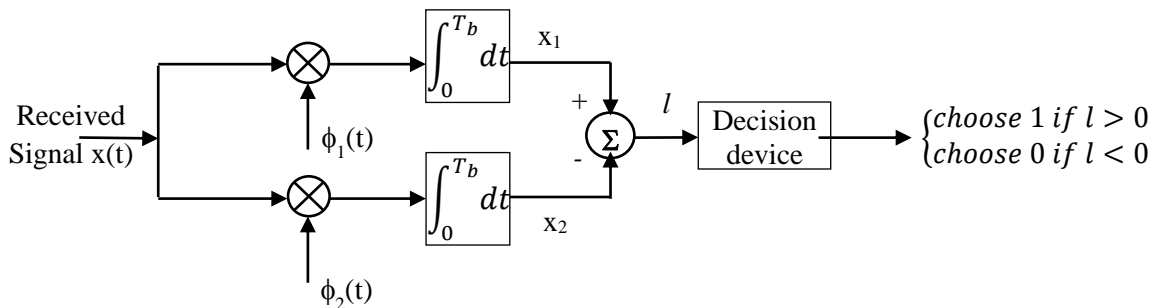 Received
Signal x(t)
ϕ₁(t)
∫₀^{T_b} dt
x₁
+
-
Σ
l
Decision
device
{choose 1 if l > 0
choose 0 if l < 0
∫₀^{T_b} dt
x₂
ϕ₂(t)